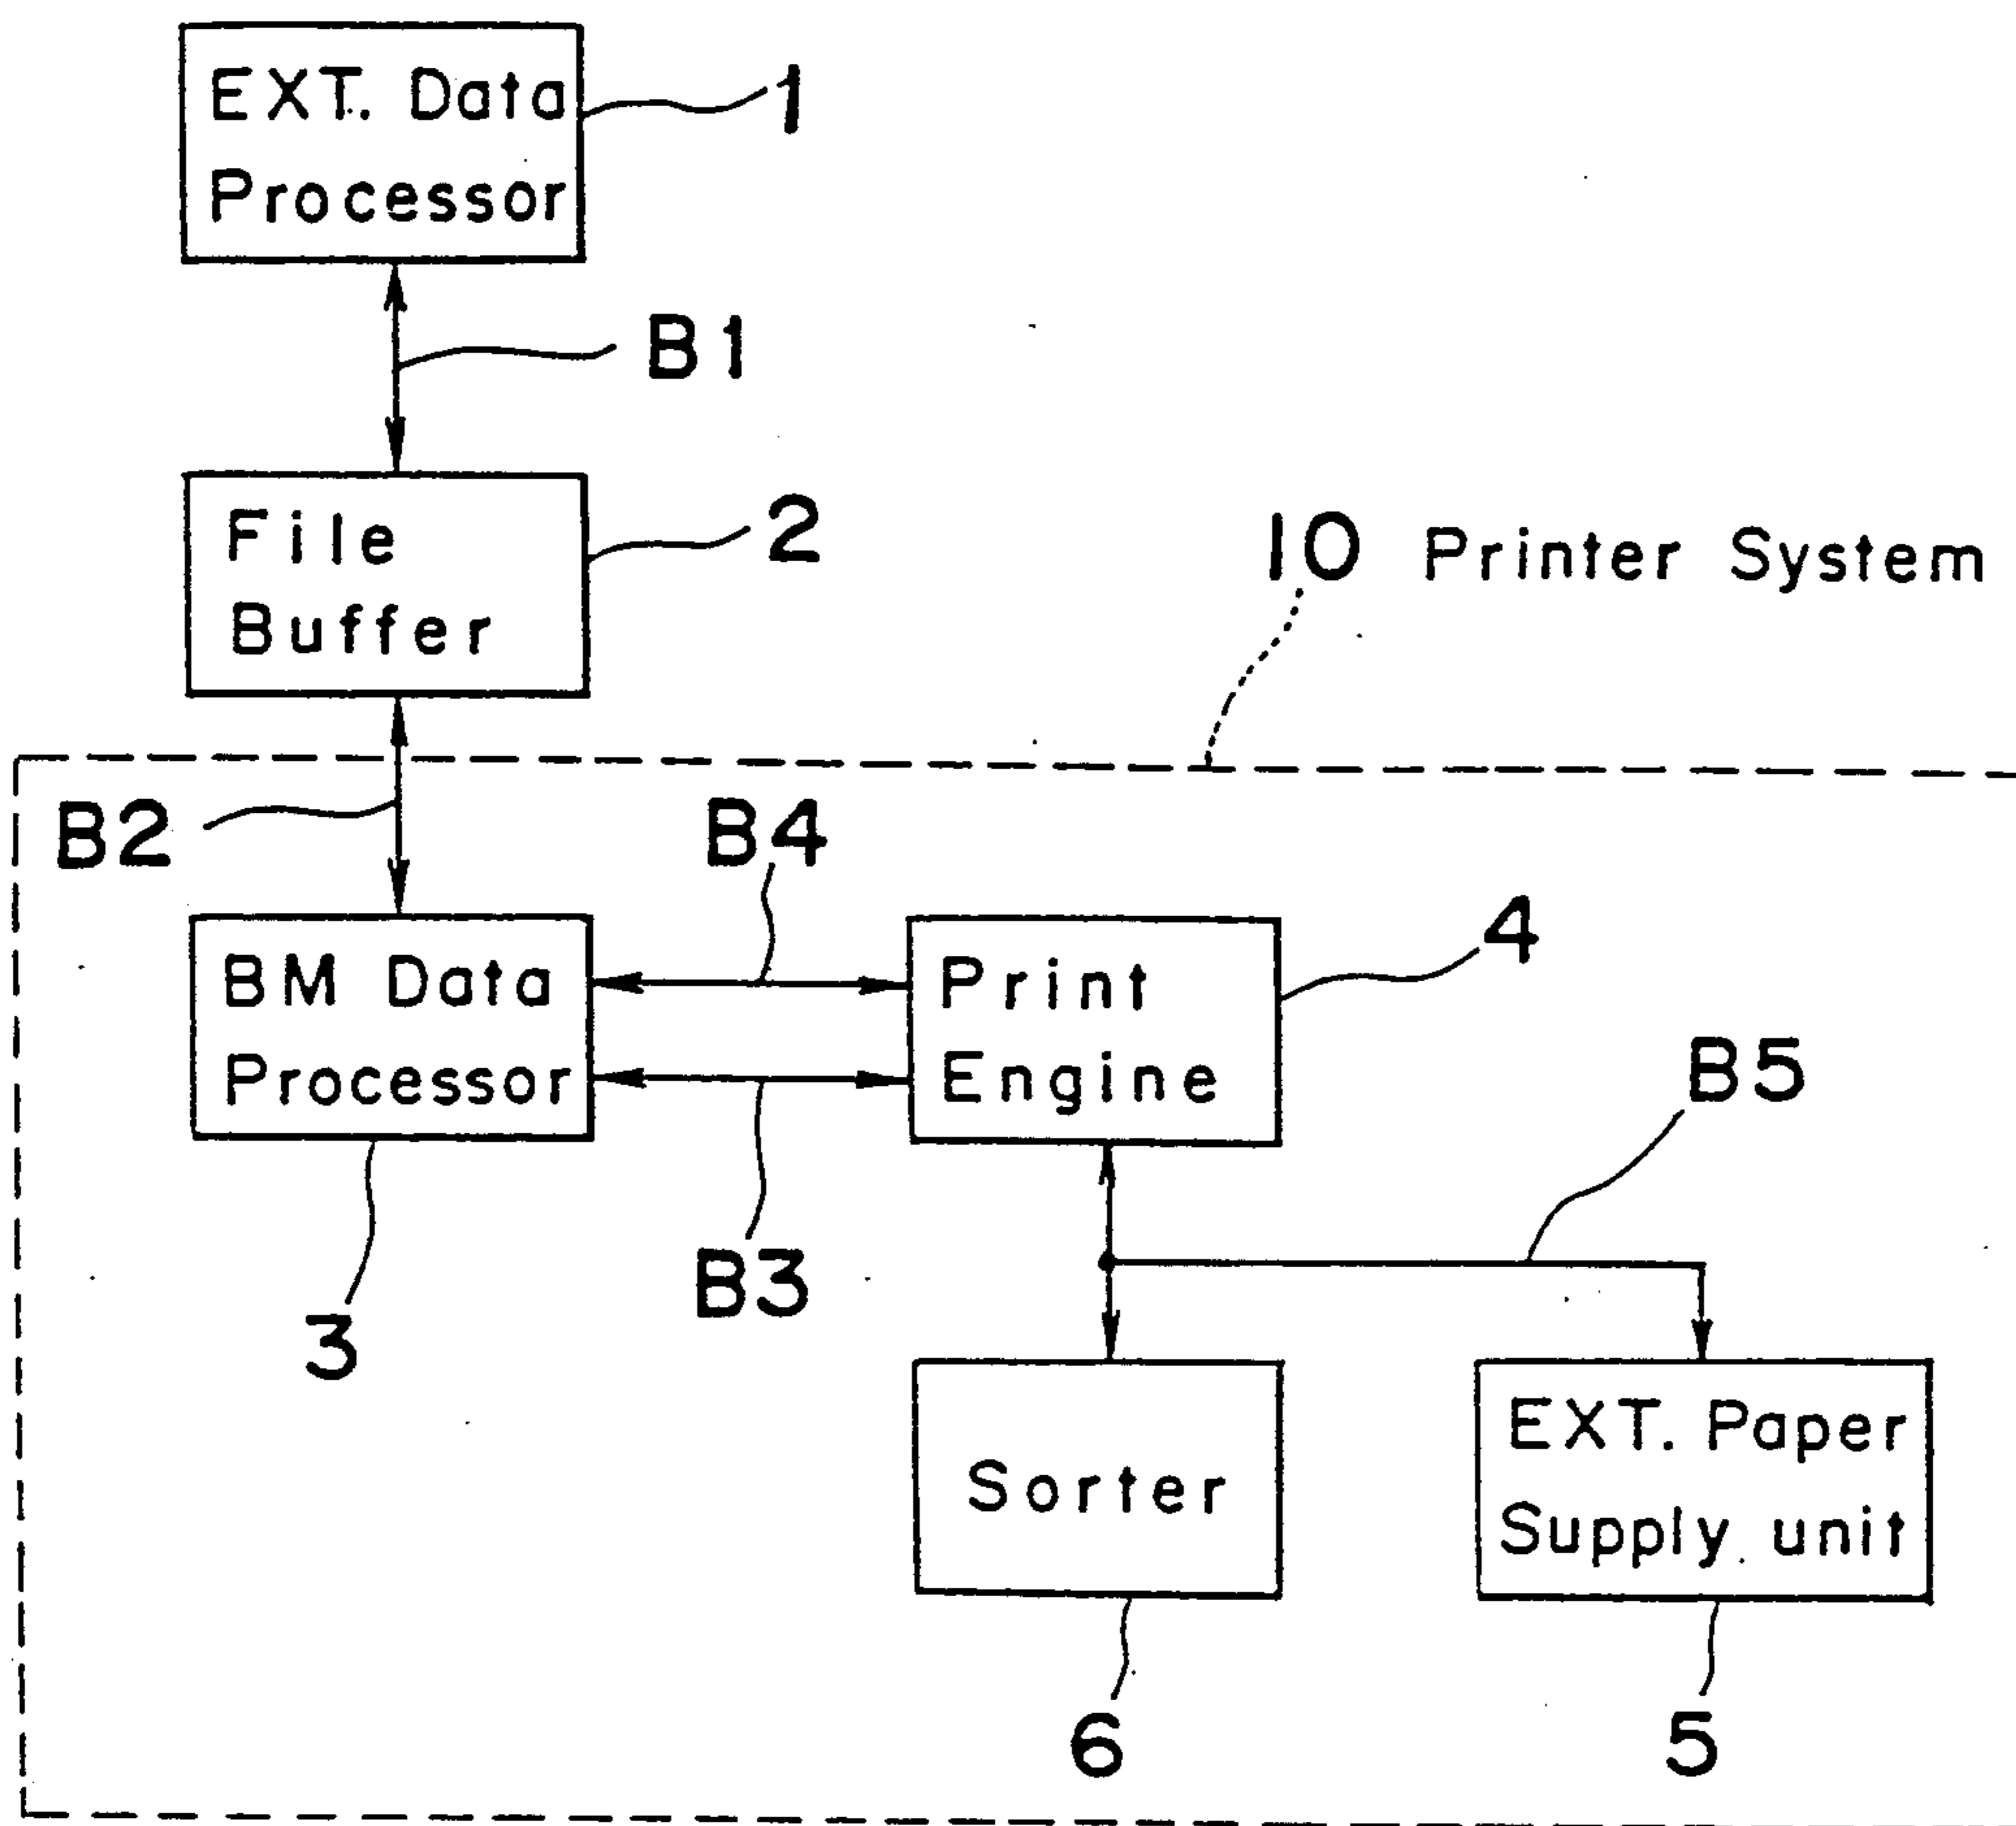 EXT. Data
Processor
1
B1
File
Buffer
2
10 Printer System
B2
B4
BM Data
Processor
3
Print
Engine
4
B3
B5
Sorter
6
EXT. Paper
Supply unit
5